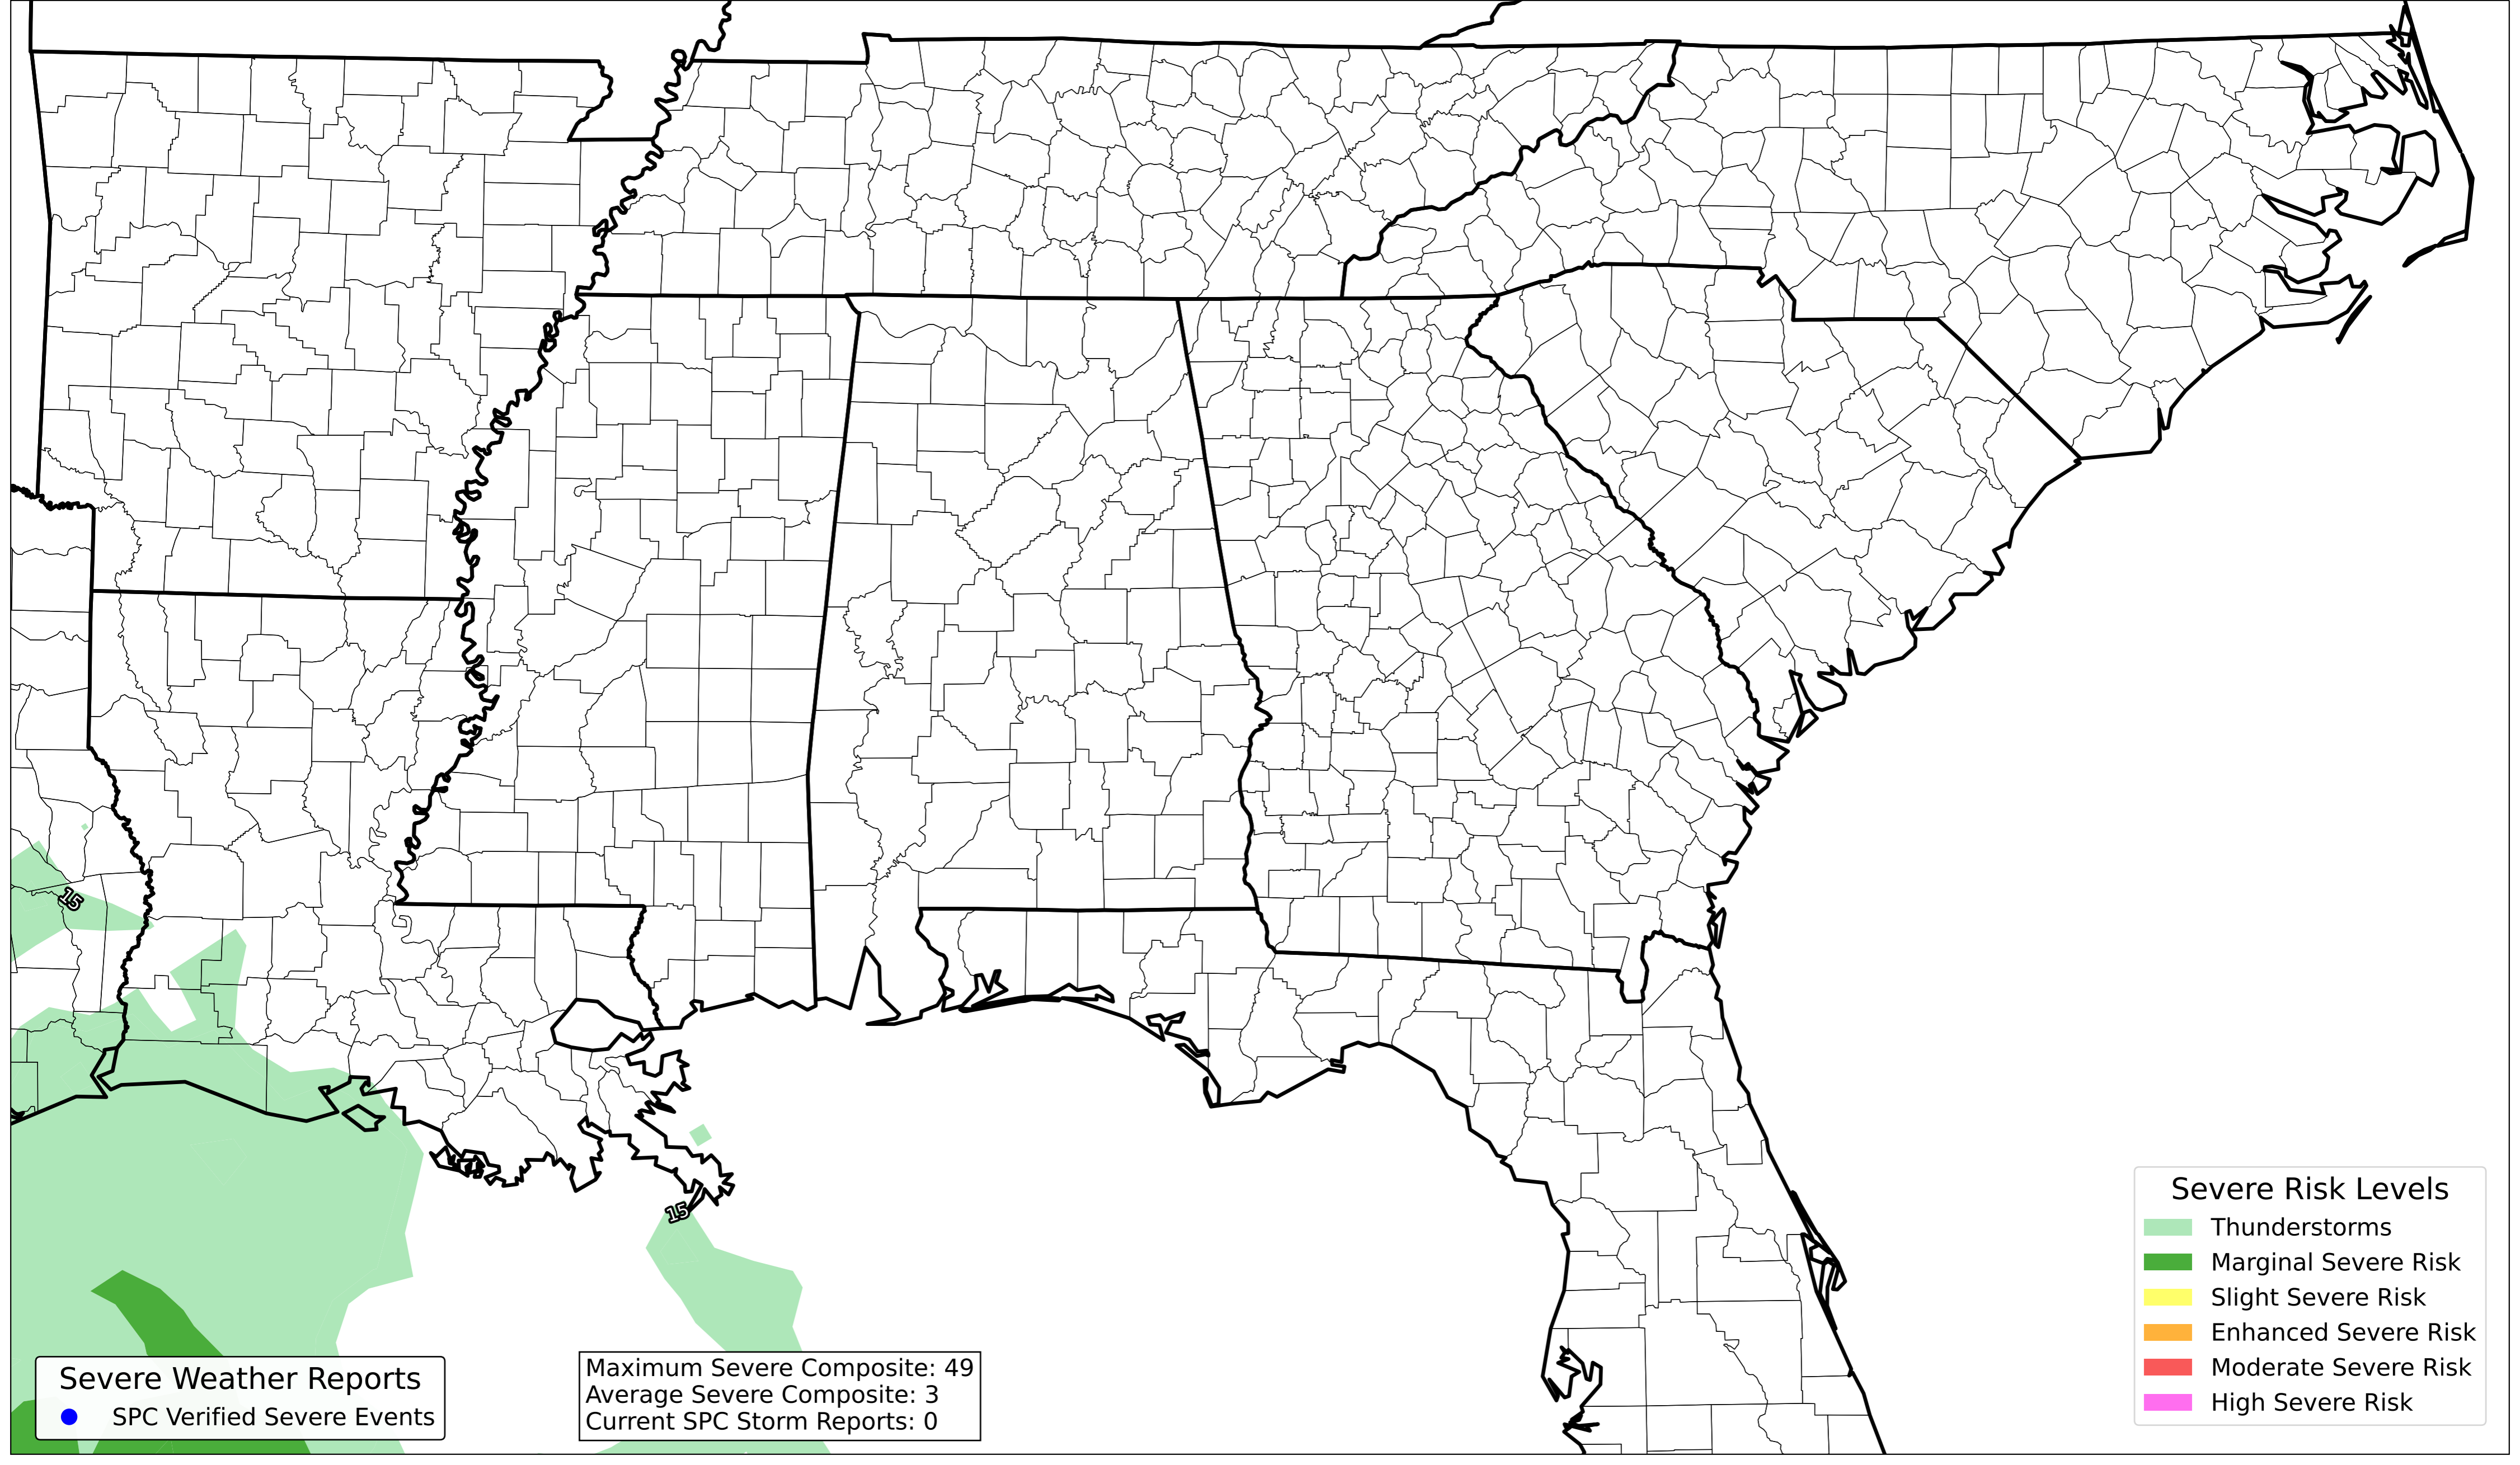 15
15
Severe Weather Reports
SPC Verified Severe Events
Maximum Severe Composite: 49
Average Severe Composite: 3
Current SPC Storm Reports: 0
Severe Risk Levels
Thunderstorms
Marginal Severe Risk
Slight Severe Risk
Enhanced Severe Risk
Moderate Severe Risk
High Severe Risk